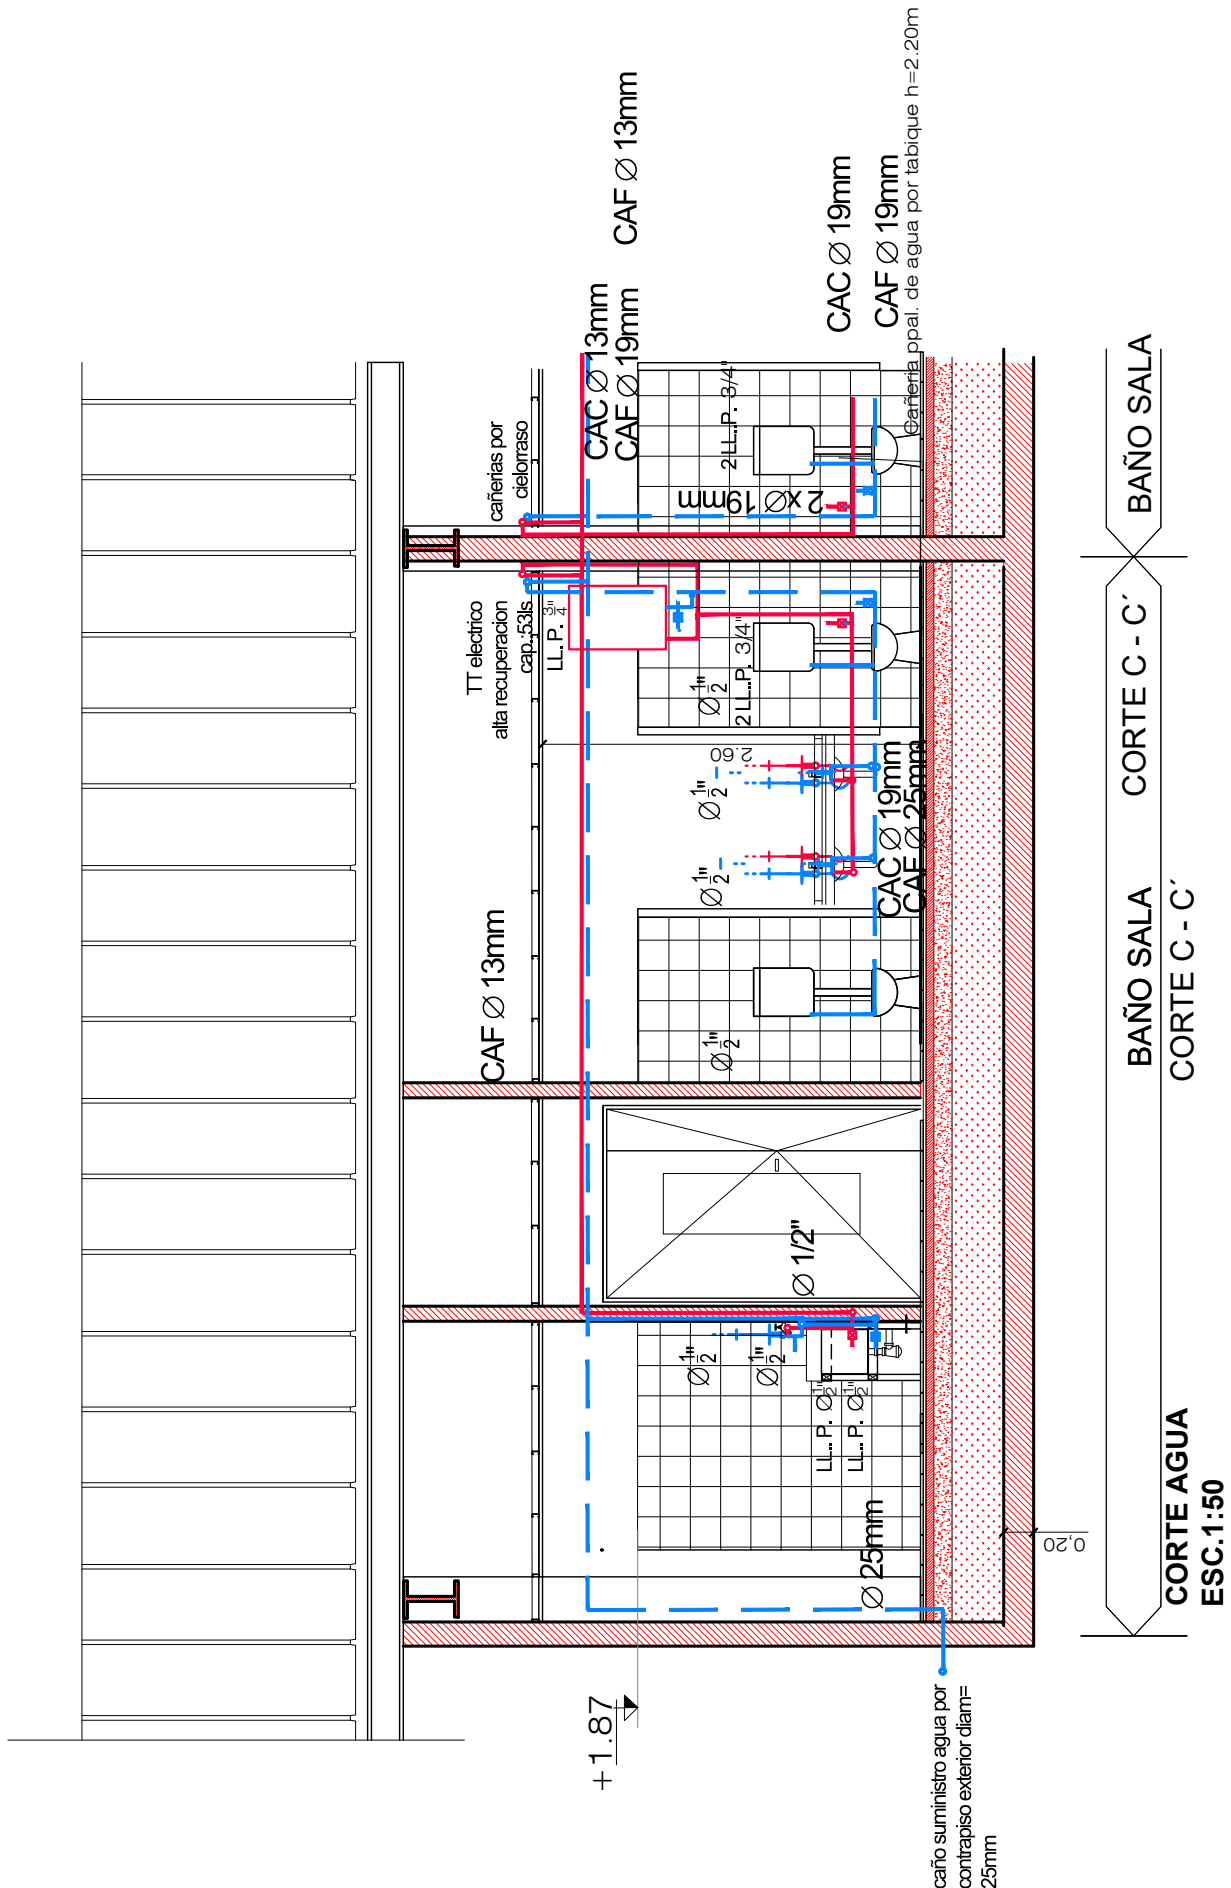 cañerias por
cielorraso
CAF Ø 13mm
CAC Ø 13mm
CAF Ø 19mm
CAC Ø 19mm
CAF Ø 19mm
Cañeria ppal. de agua por tabique h=2.20m
2 LL.P. 3/4"
2xØ 19mm
TT electrico
alta recuperacion
cap.:53ls
LL.P. 3/4"
2 LL.P. 3/4"
Ø 1/2"
2.60
Ø 1/2"
Ø 1/2"
CAC Ø 19mm
CAF Ø 25mm
CAF Ø 13mm
Ø 1/2"
Ø 1/2"
Ø 1/2"
Ø 1/2"
LL.P. Ø 1/2"
LL.P. Ø 1/2"
Ø 25mm
+1.87
caño suministro agua por
contrapiso exterior diam=
25mm
0,20
BAÑO SALA
CORTE C - C´
BAÑO SALA
CORTE C - C´
CORTE AGUA
ESC.1:50